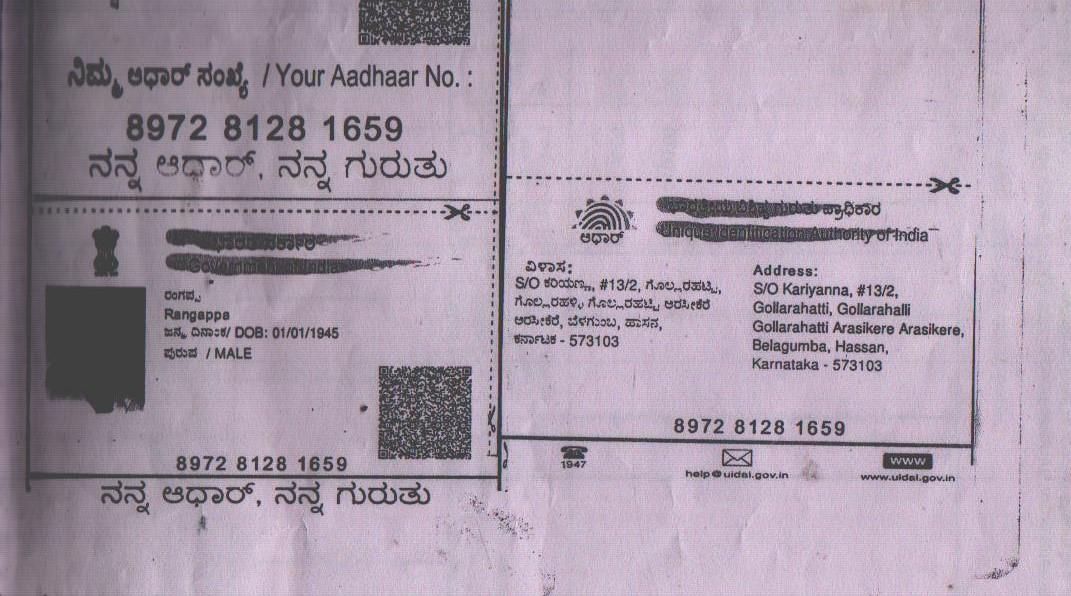 ನಿಮ್ಮ ಆಧಾರ್ ಸಂಖ್ಯೆ / Your Aadhaar No. :
8972 8128 1659
ನನ್ನ ಆಧಾರ್, ನನ್ನ ಗುರುತು
ರಂಗಪ್ಪ
Rangappa
ಜನ್ಮ ದಿನಾಂಕ/ DOB: 01/01/1945
ಪುರುಷ / MALE
8972 8128 1659
ನನ್ನ ಆಧಾರ್, ನನ್ನ ಗುರುತು
ಪ್ರಾಧಿಕಾರ
Unique Identification Authority of India
ಆಧಾರ್
ವಿಳಾಸ:
S/O ಕರಿಯಣ್ಣ, #13/2, ಗೊಲ್ಲರಹಟ್ಟಿ,
ಗೊಲ್ಲರಹಳ್ಳಿ ಗೊಲ್ಲರಹಟ್ಟಿ ಅರಸೀಕೆರೆ
ಅರಸೀಕೆರೆ, ಬೆಳಗುಂಬ, ಹಾಸನ,
ಕರ್ನಾಟಕ - 573103
Address:
S/O Kariyanna, #13/2,
Gollarahatti, Gollarahalli
Gollarahatti Arasikere Arasikere,
Belagumba, Hassan,
Karnataka - 573103
8972 8128 1659
1947
help@uidai.gov.in
www
www.uidai.gov.in